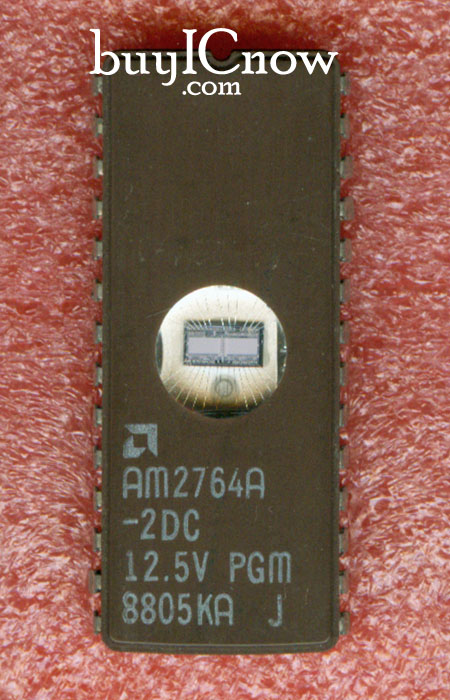 buyICnow
.com
AM2764A
-2DC
12.5V PGM
8805KA J